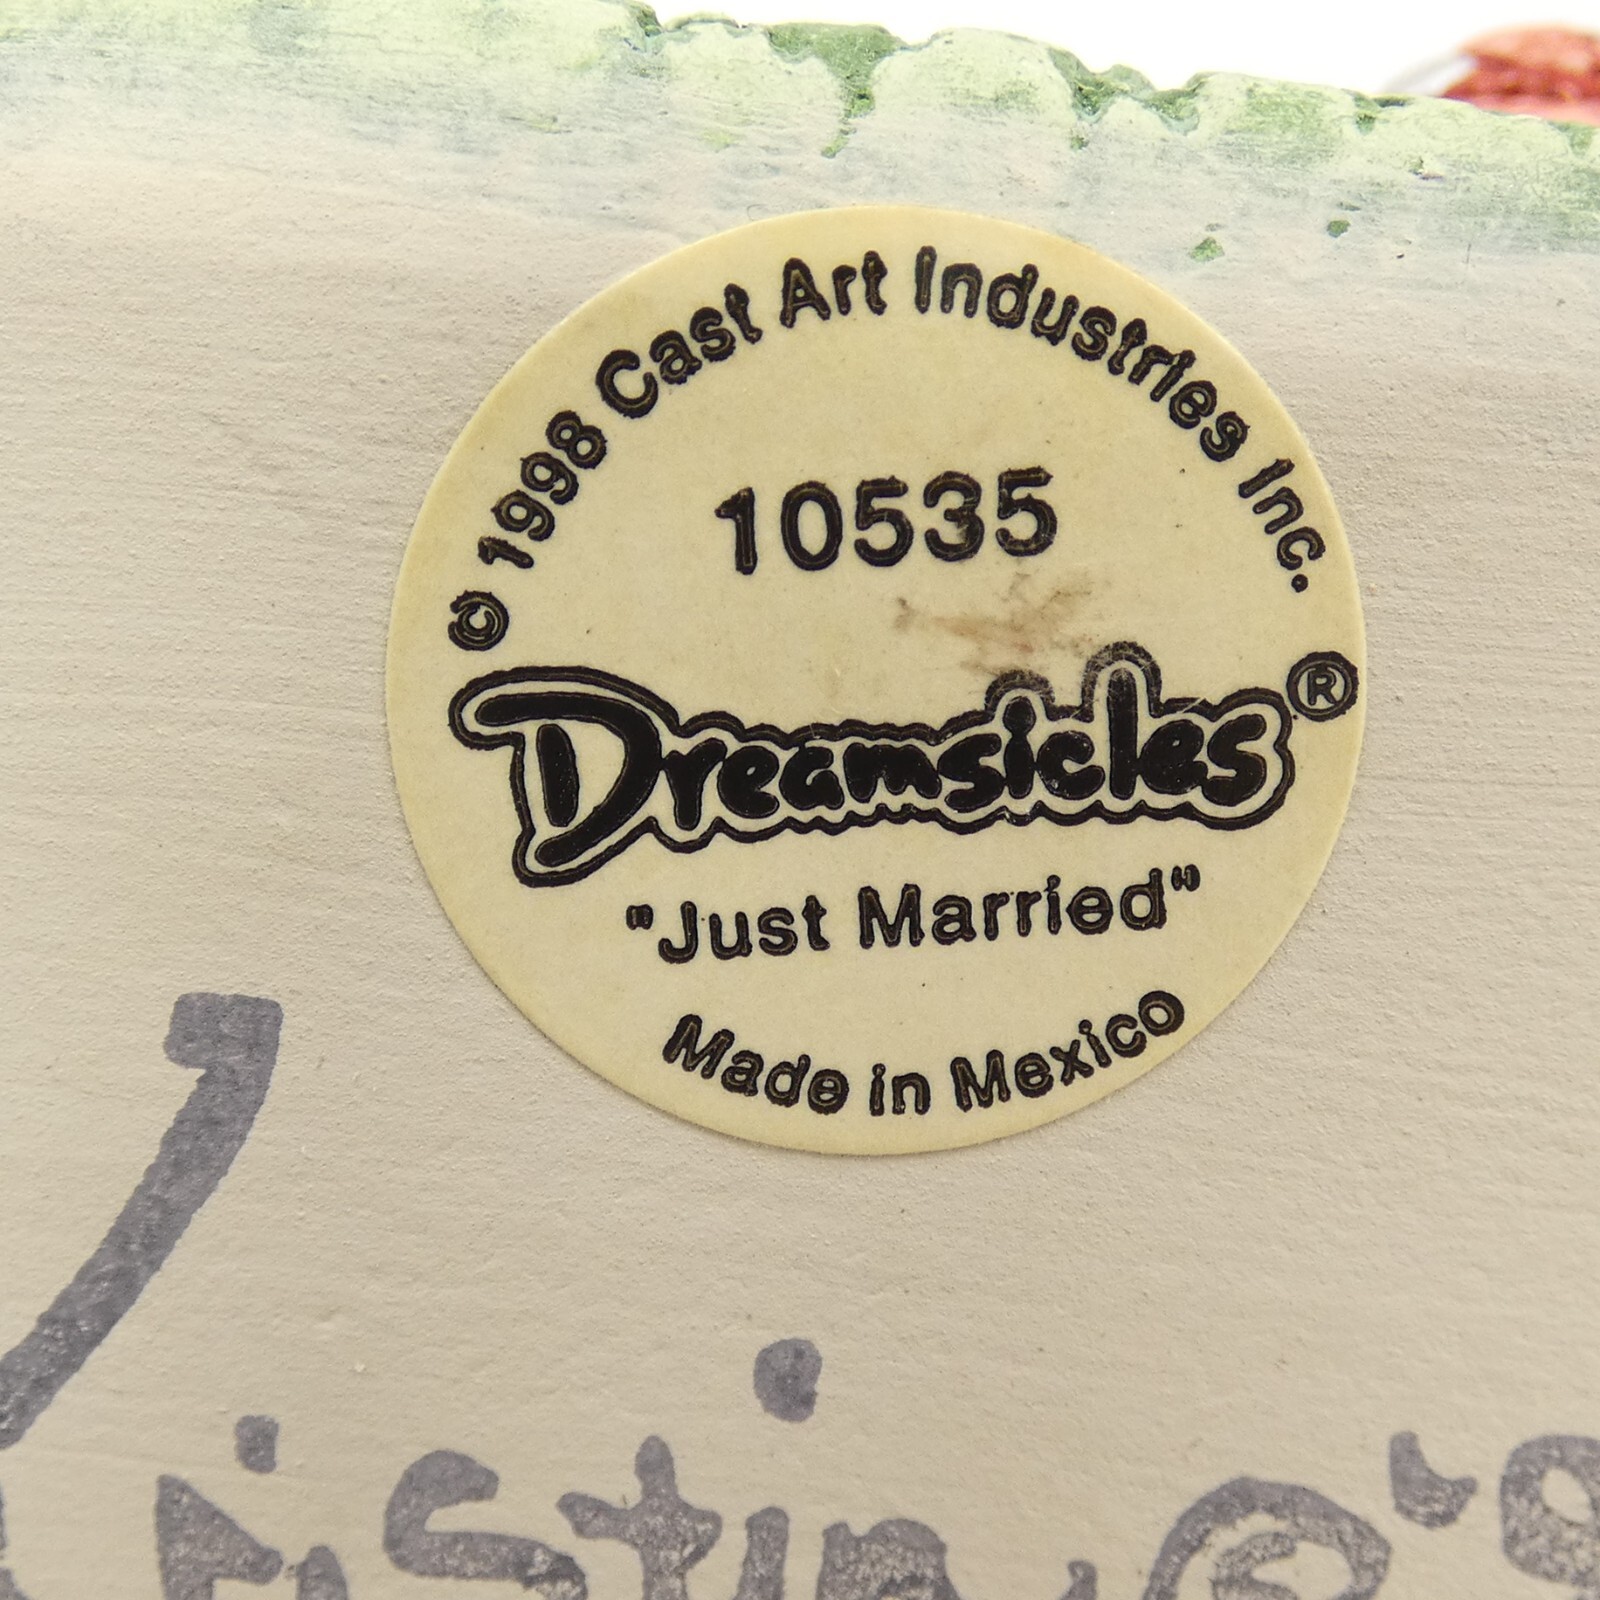 © 1998 Cast Art Industries Inc.
10535
Dreamsicles®
"Just Married"
Made in Mexico